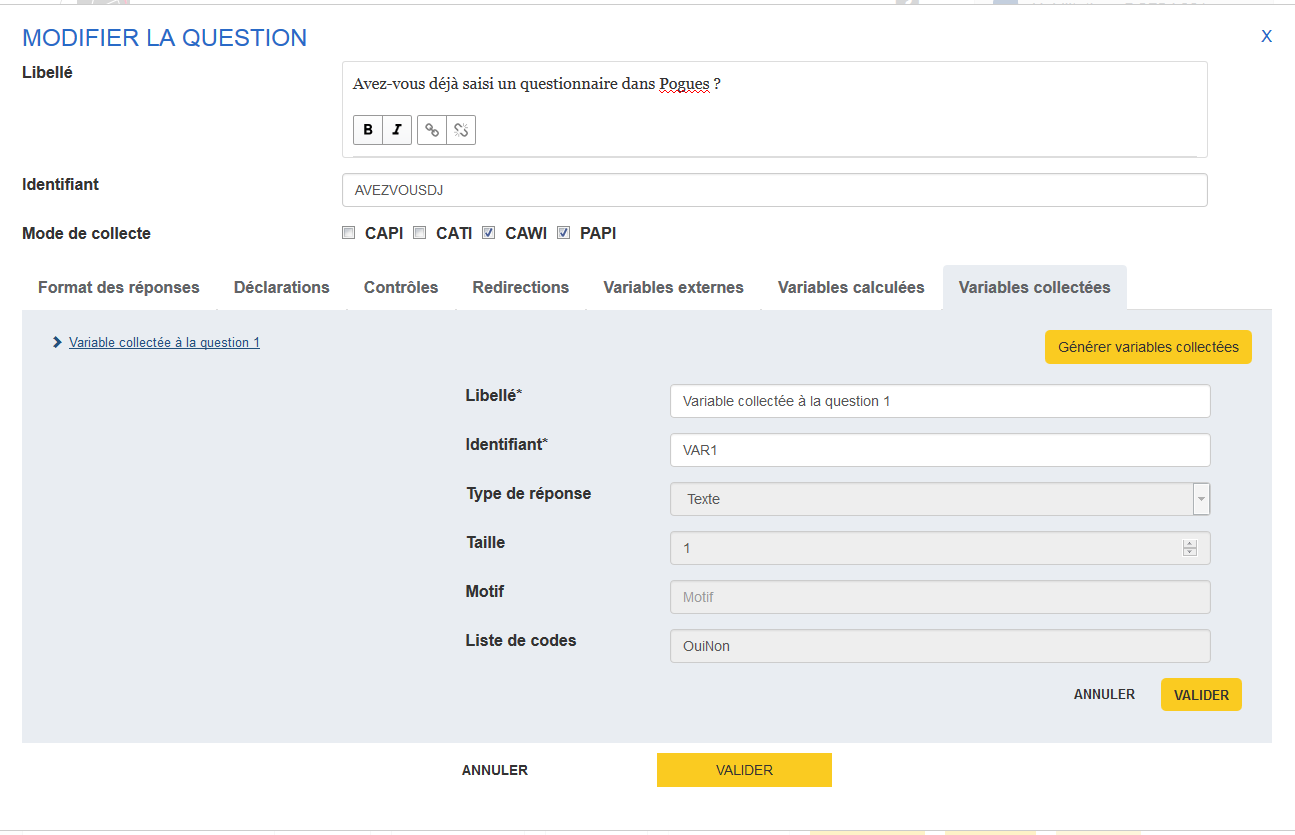 MODIFIER LA QUESTION
X
Libellé
Avez-vous déjà saisi un questionnaire dans Pogues ?
B I
Identifiant
AVEZVOUSDJ
Mode de collecte
CAPI CATI CAWI PAPI
Format des réponses Déclarations Contrôles Redirections Variables externes Variables calculées Variables collectées
Variable collectée à la question 1
Générer variables collectées
Libellé*
Variable collectée à la question 1
Identifiant*
VAR1
Type de réponse
Texte
Taille
1
Motif
Motif
Liste de codes
OuiNon
ANNULER VALIDER
ANNULER VALIDER